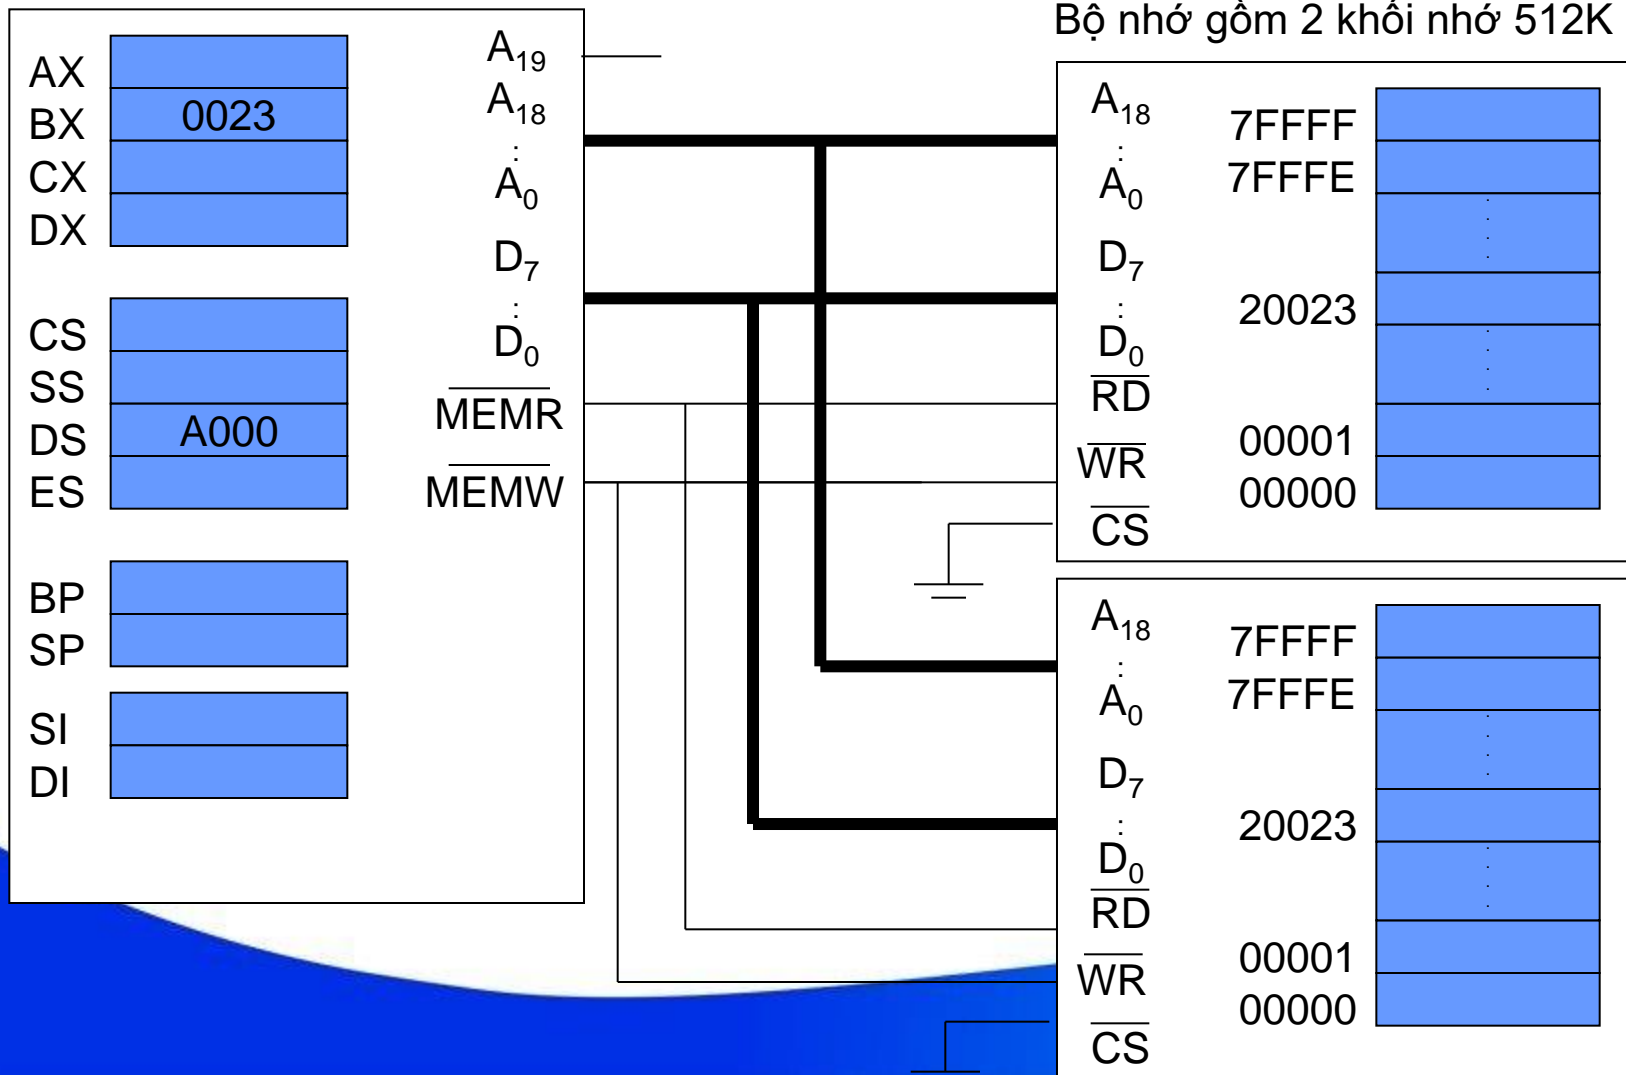 Bộ nhớ gồm 2 khối nhớ 512K
AX
BX 0023
CX
DX
CS
SS
DS A000
ES
BP
SP
SI
DI
A19
A18
:
A0
D7
:
D0
MEMR
MEMW
A18
:
A0
D7
:
D0
RD
WR
CS
7FFFF
7FFFE
20023
00001
00000
A18
:
A0
D7
:
D0
RD
WR
CS
7FFFF
7FFFE
20023
00001
00000